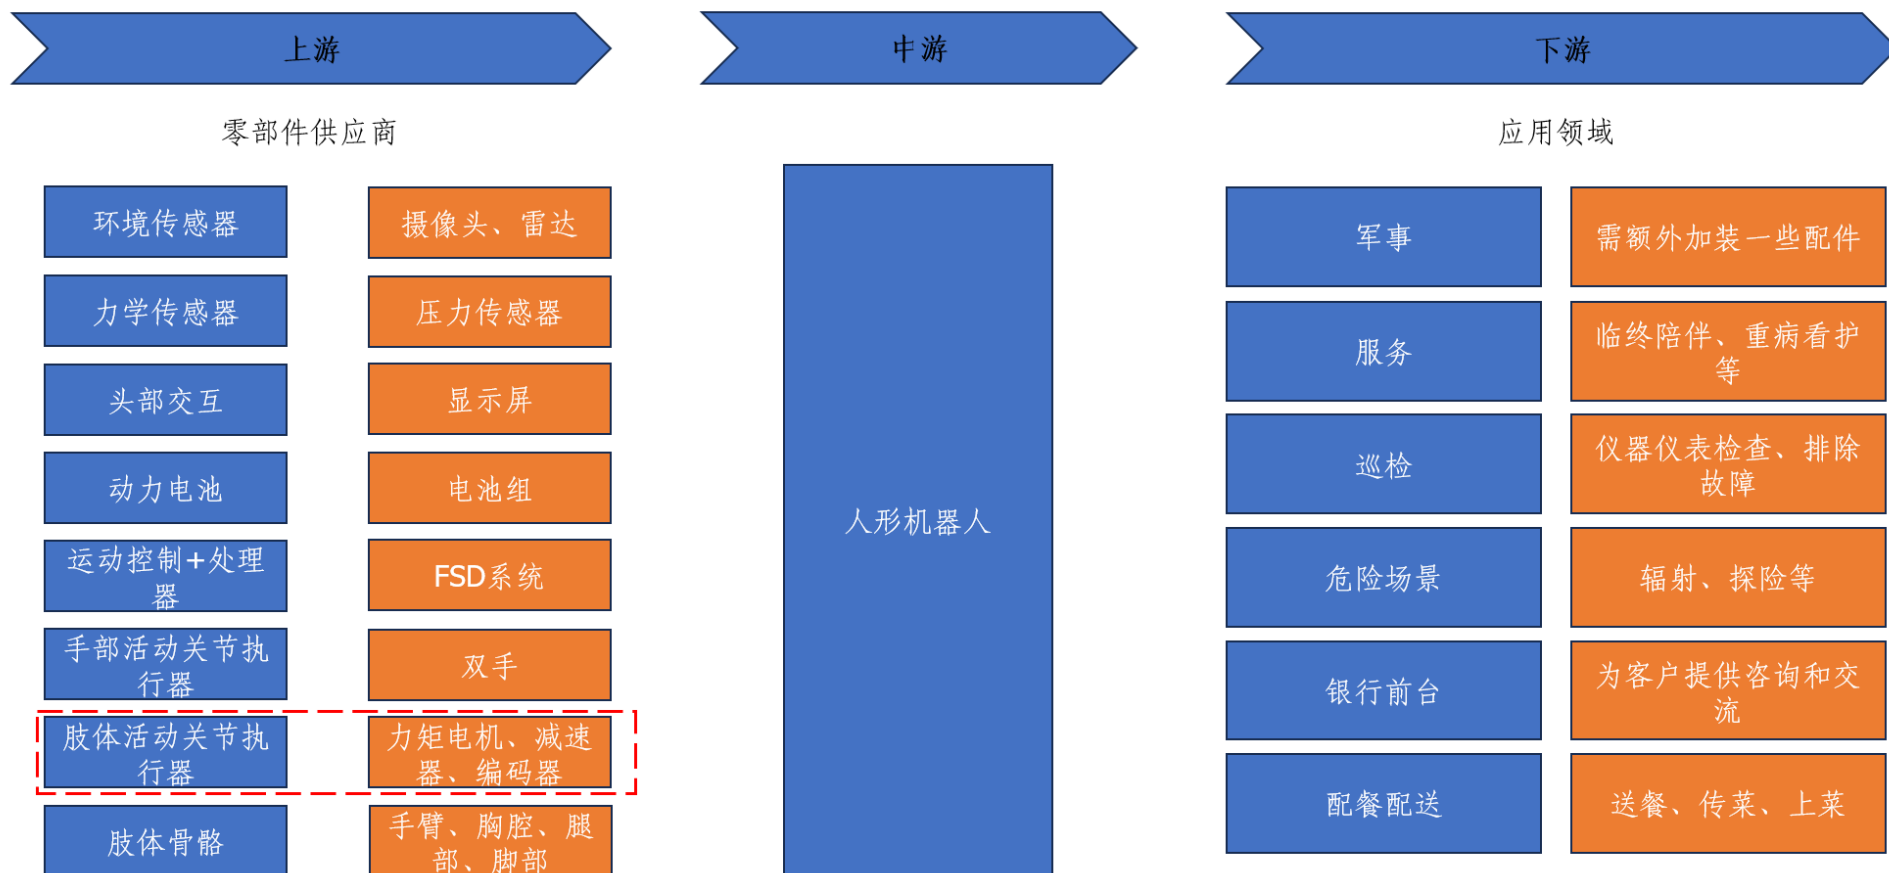 上游
中游
下游
零部件供应商
应用领域
环境传感器
摄像头、雷达
力学传感器
压力传感器
头部交互
显示屏
动力电池
电池组
运动控制+处理
器
FSD系统
手部活动关节执
行器
双手
肢体活动关节执
行器
力矩电机、减速
器、编码器
肢体骨骼
手臂、胸腔、腿
部、脚部
人形机器人
军事
需额外加装一些配件
服务
临终陪伴、重病看护
等
巡检
仪器仪表检查、排除
故障
危险场景
辐射、探险等
银行前台
为客户提供咨询和交
流
配餐配送
送餐、传菜、上菜